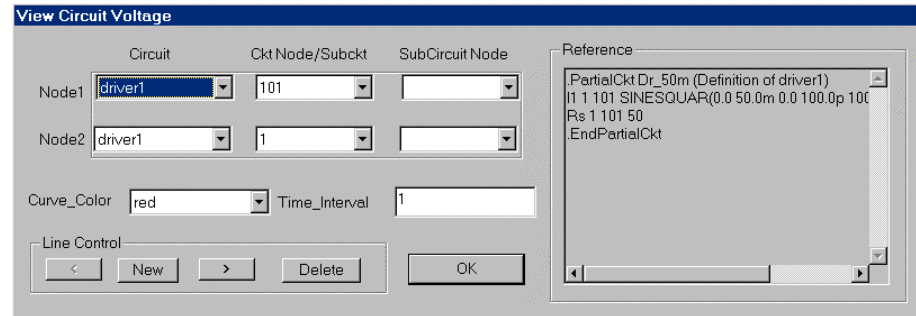 View Circuit Voltage
Circuit Ckt Node/Subckt SubCircuit Node
Node1 driver1 101
Node2 driver1 1
Curve_Color red Time_Interval 1
Line Control
< New > Delete
OK
Reference
.PartialCkt Dr_50m (Definition of driver1)
I1 1 101 SINESQUAR(0.0 50.0m 0.0 100.0p 100
Rs 1 101 50
.EndPartialCkt